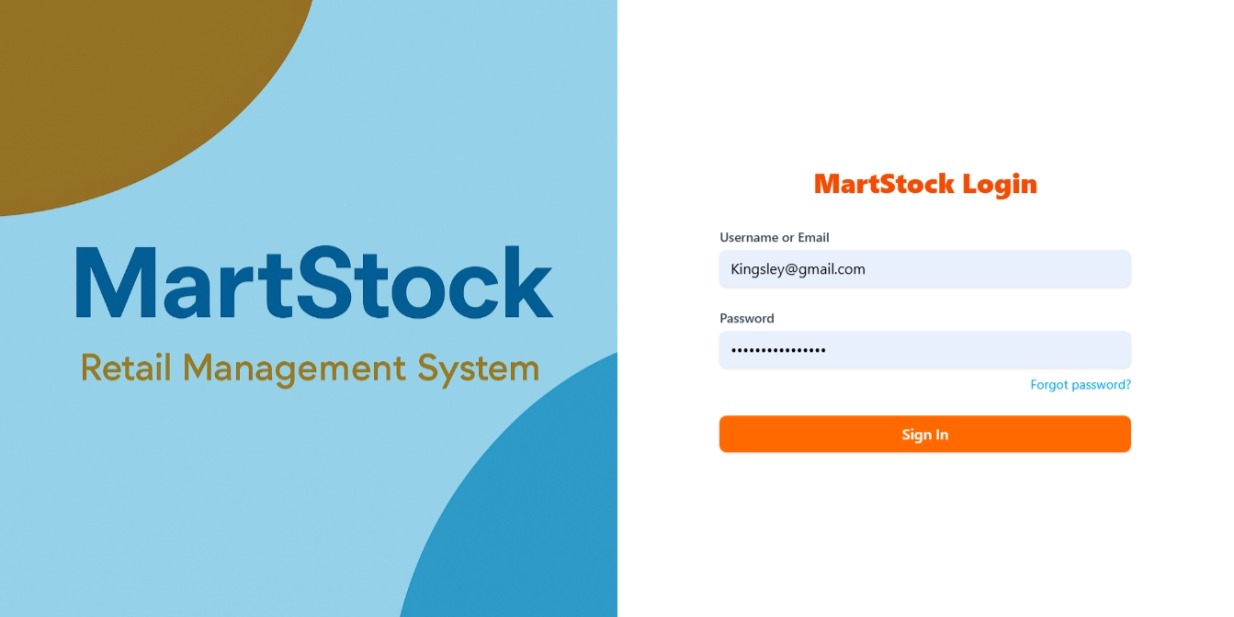 MartStock
Retail Management System
MartStock Login
Username or Email
Kingsley@gmail.com
Password
••••••••••••••••
Forgot password?
Sign In